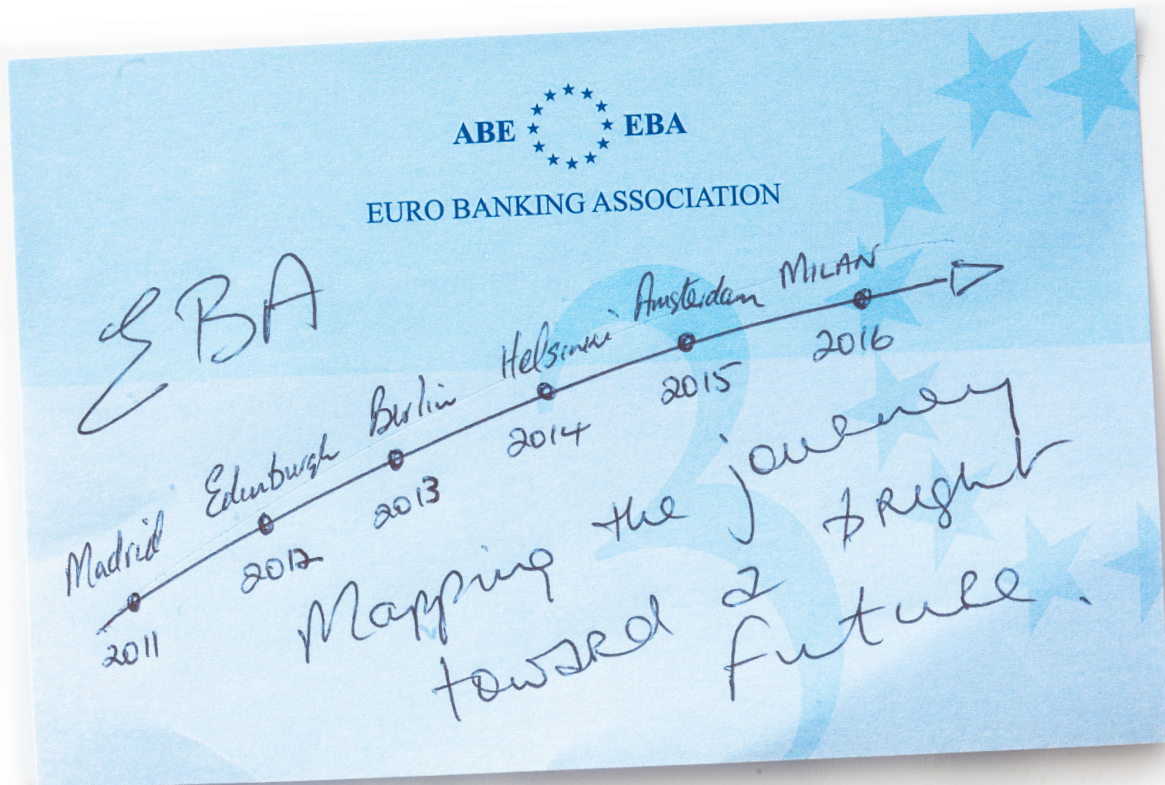 ABE EBA
EURO BANKING ASSOCIATION
EBA
Madrid Edinburgh Berlin Helsinki Amsterdam MILAN
2011 2012 2013 2014 2015 2016
Mapping the journey
toward a bright
future.